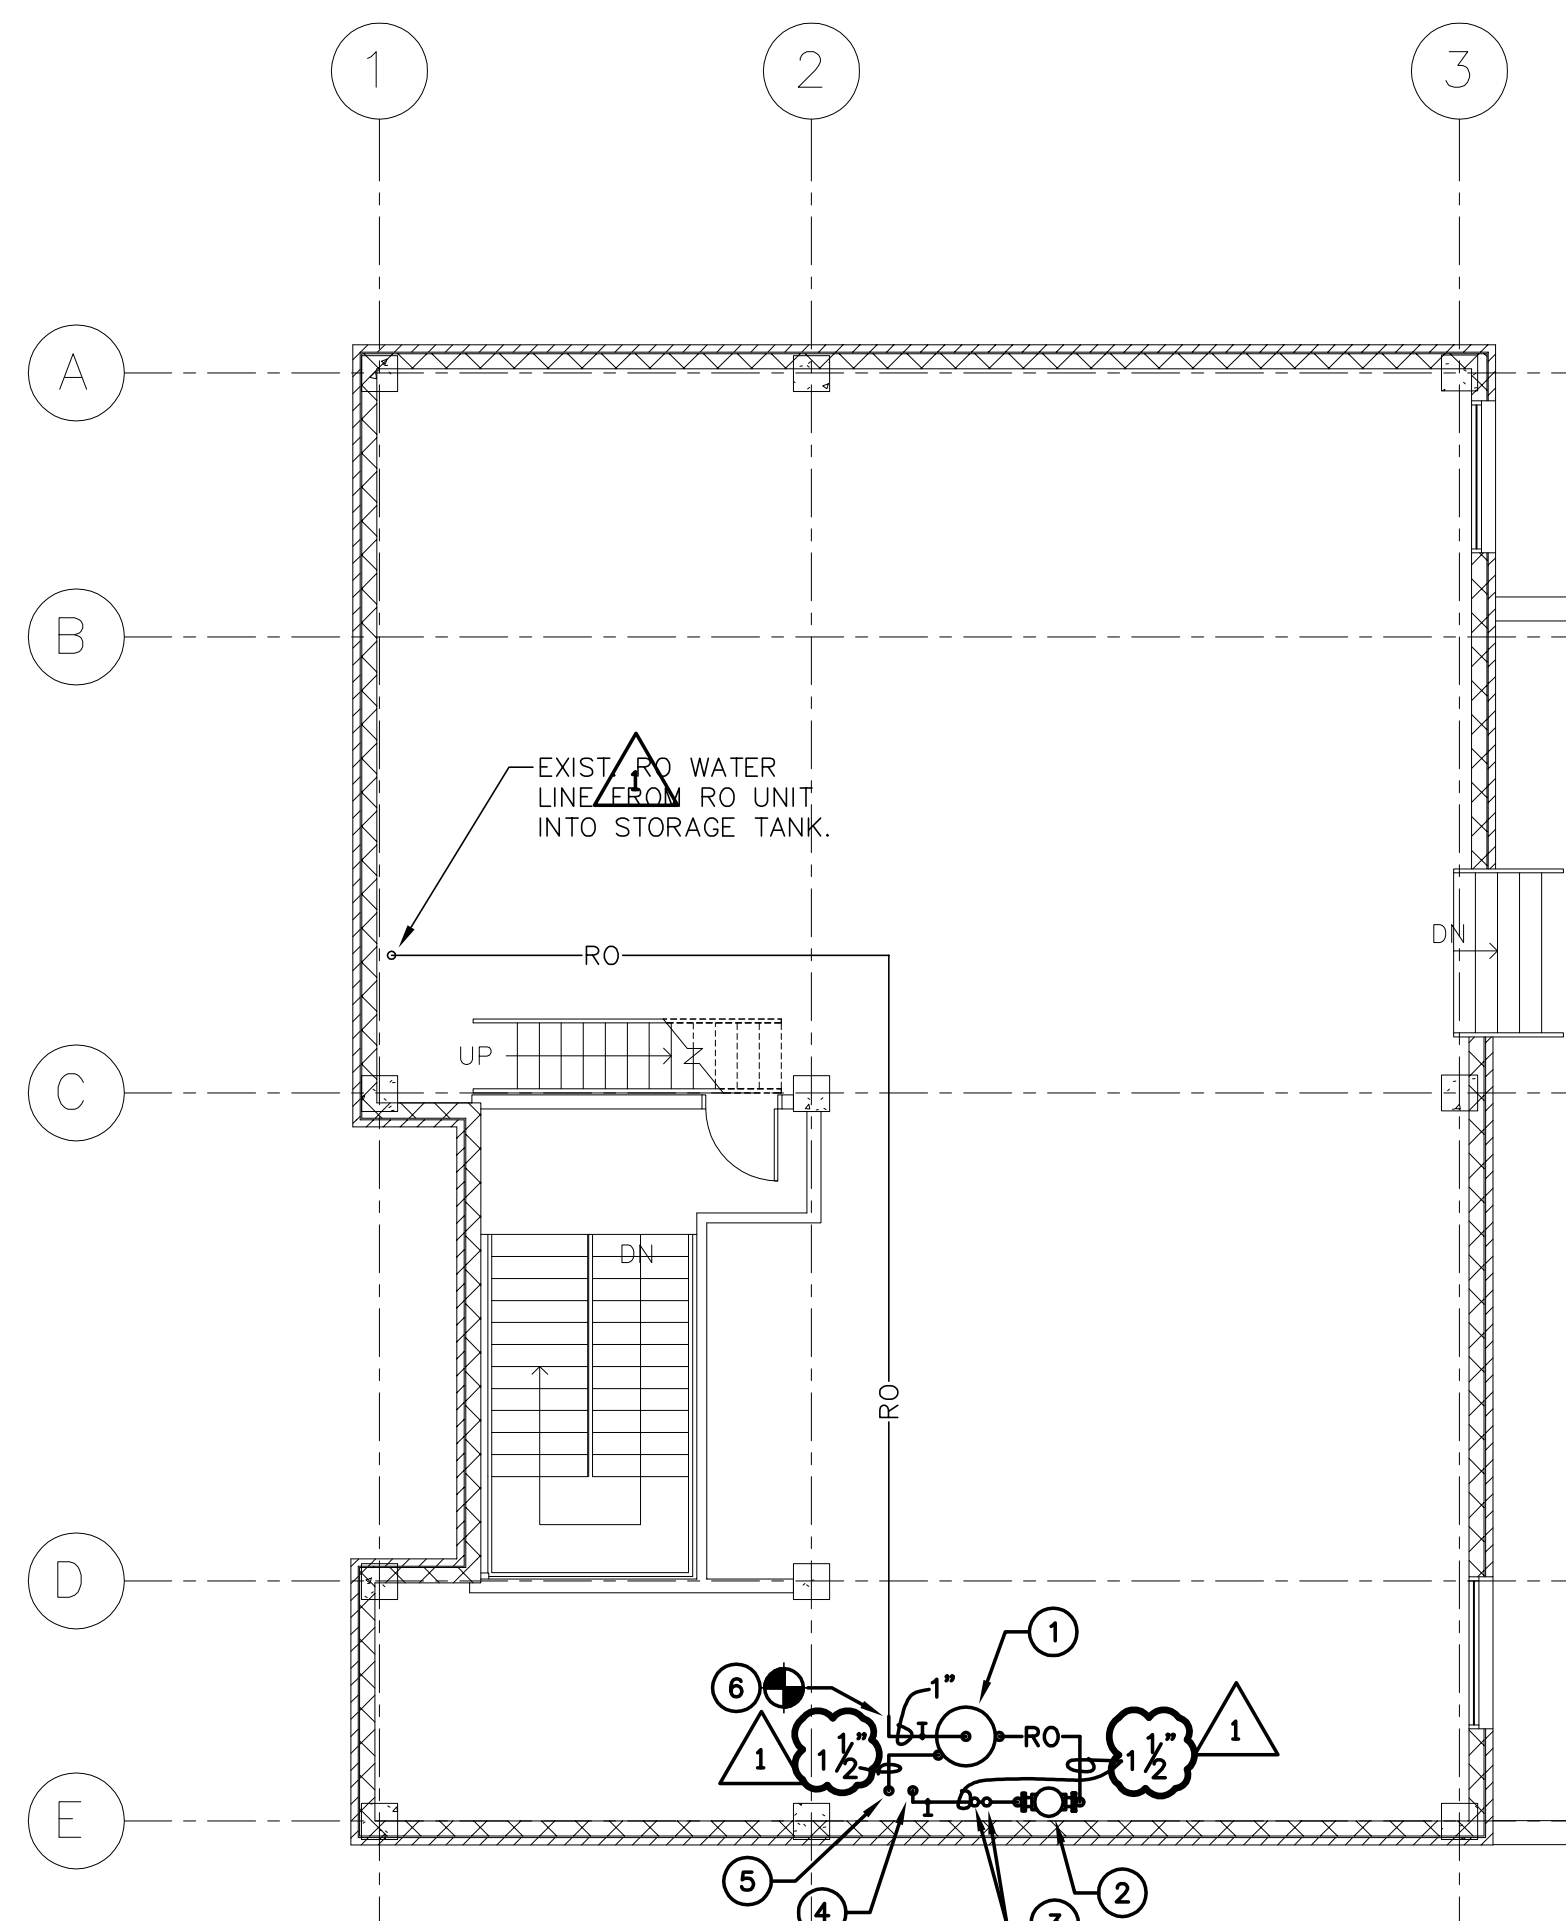 1
2
3
A
B
EXIST. RO WATER
LINE FROM RO UNIT
INTO STORAGE TANK.
1
DN
RO
UP
C
DN
RO
D
1
6
1"
1
1 1/2"
RO
1 1/2"
1
E
5
4
3
2